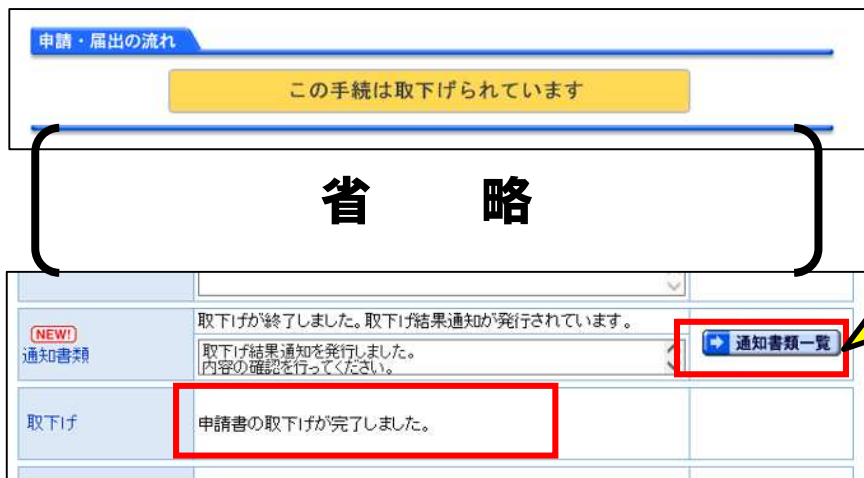 申請・届出の流れ
この手続は取下げられています
省　略
取下げが終了しました。取下げ結果通知が発行されています。
(NEW!)
通知書類
取下げ結果通知を発行しました。
内容の確認を行ってください。
通知書類一覧
取下げ
申請書の取下げが完了しました。